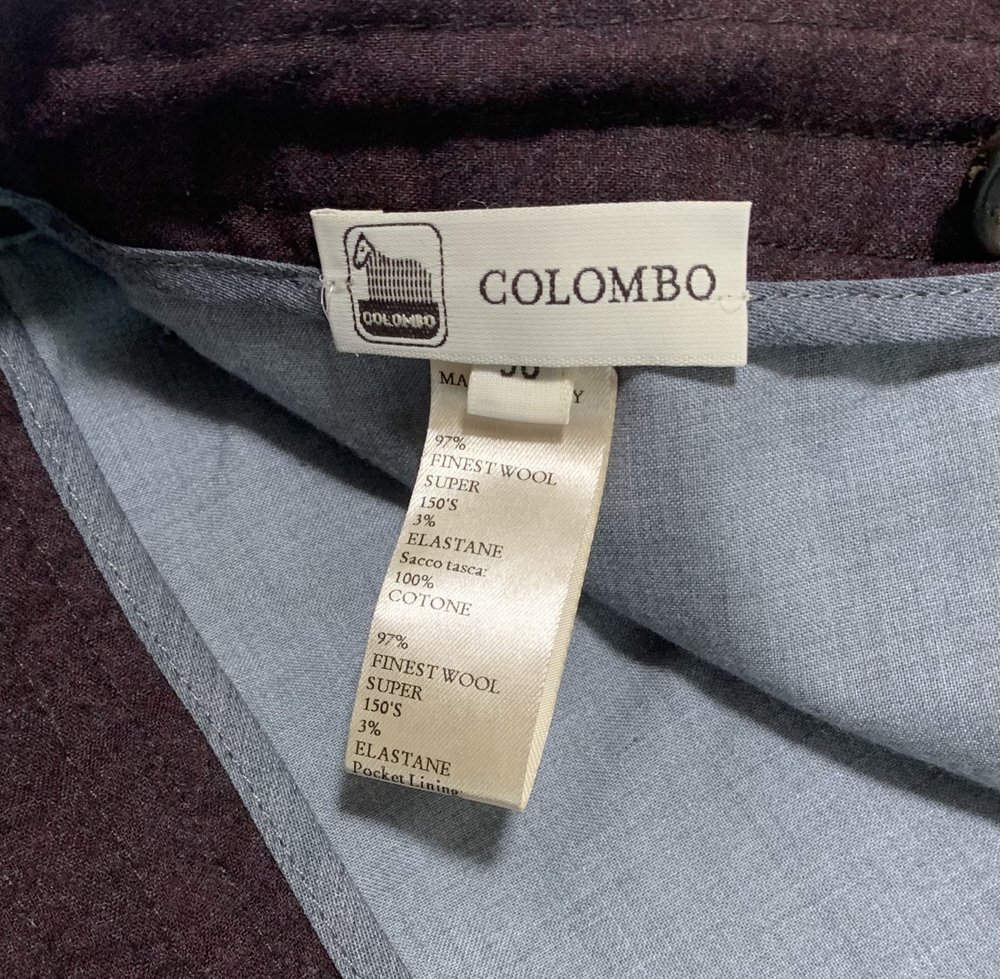 COLOMBO
COLOMBO
97%
FINEST WOOL
SUPER
150'S
3%
ELASTANE
Sacco tasca:
100%
COTONE
97%
FINEST WOOL
SUPER
150'S
3%
ELASTANE
Pocket Lining: